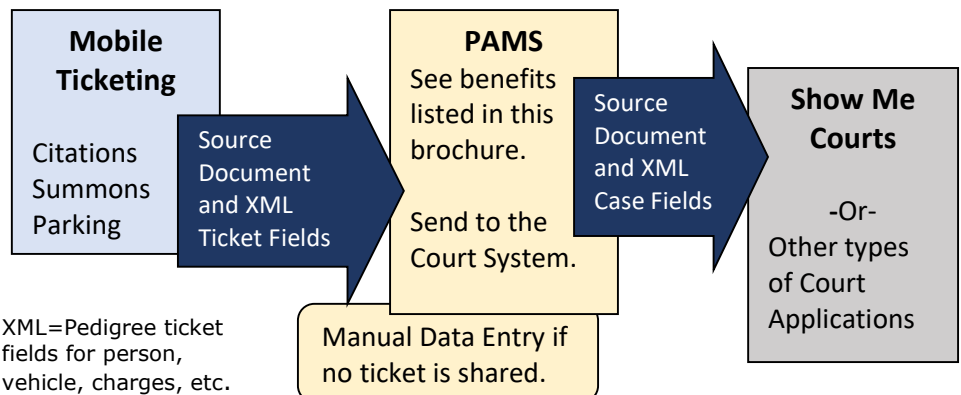 Mobile
Ticketing
Citations
Summons
Parking
Source
Document
and XML
Ticket Fields
PAMS
See benefits
listed in this
brochure.
Send to the
Court System.
Source
Document
and XML
Case Fields
Show Me
Courts
-Or-
Other types
of Court
Applications
XML=Pedigree ticket
fields for person,
vehicle, charges, etc.
Manual Data Entry if
no ticket is shared.